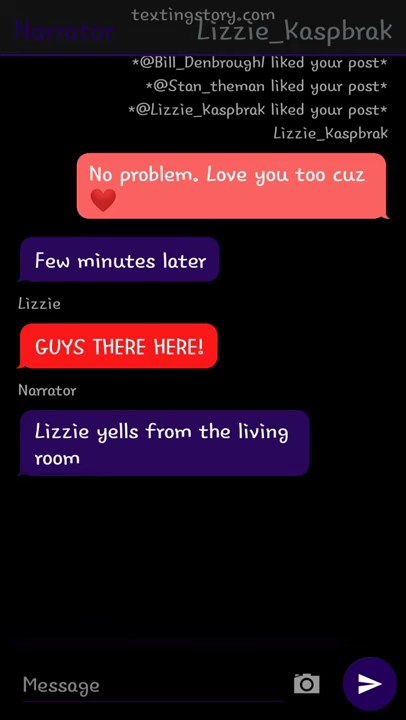 textingstory.com
Narrator
Lizzie_Kaspbrak
*@Bill_Denbrough1 liked your post*
*@Stan_theman liked your post*
*@Lizzie_Kaspbrak liked your post*
Lizzie_Kaspbrak
No problem. Love you too cuz
❤️
Few minutes later
Lizzie
GUYS THERE HERE!
Narrator
Lizzie yells from the living
room
Message